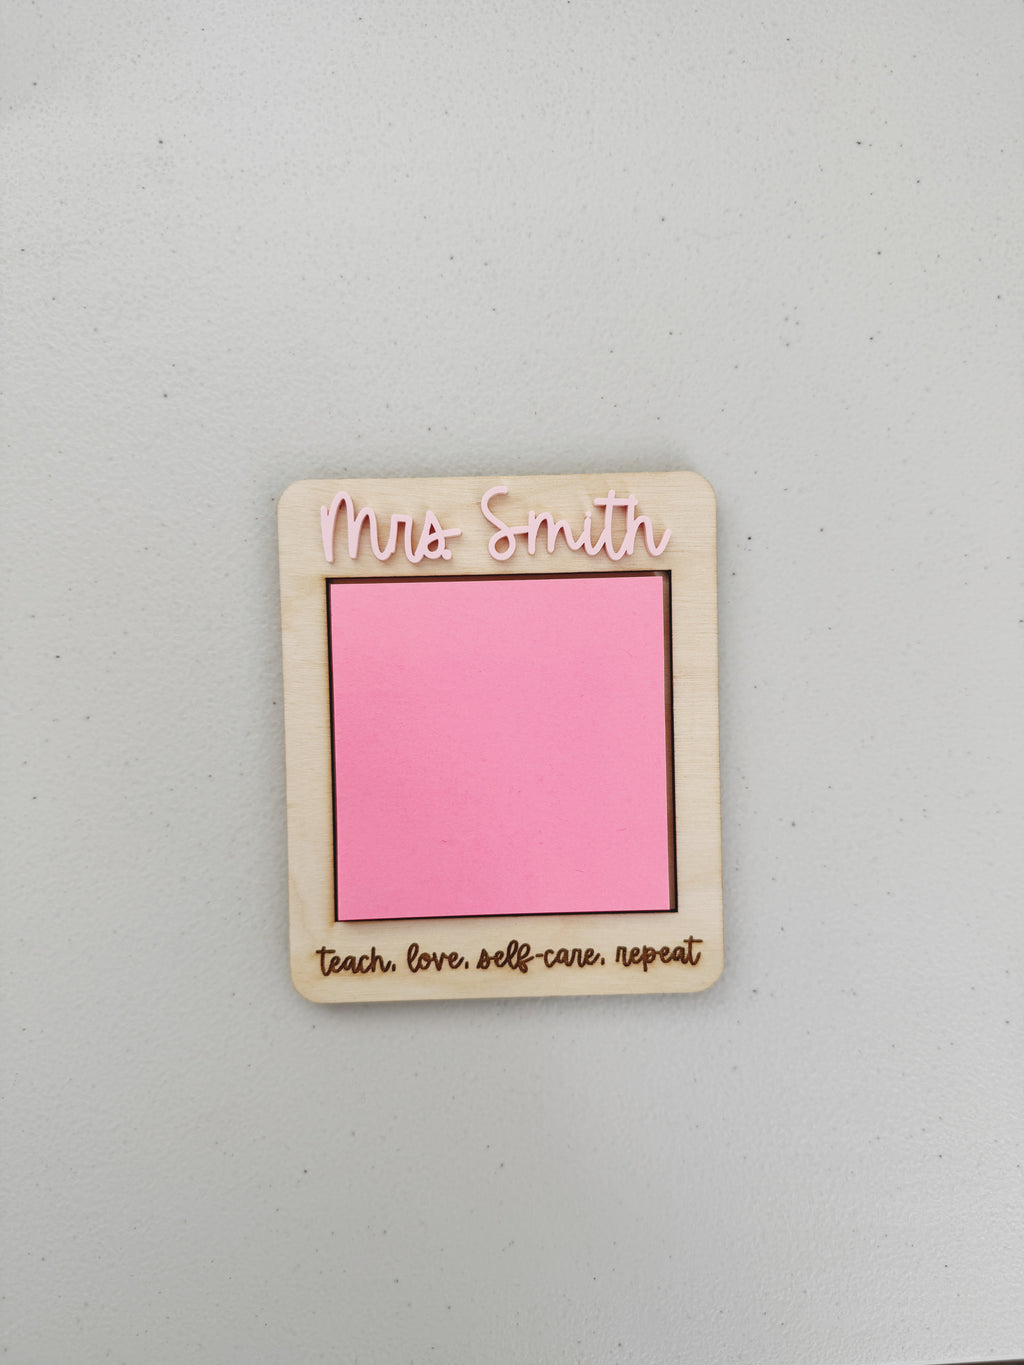 Mrs. Smith
teach, love, self-care, repeat